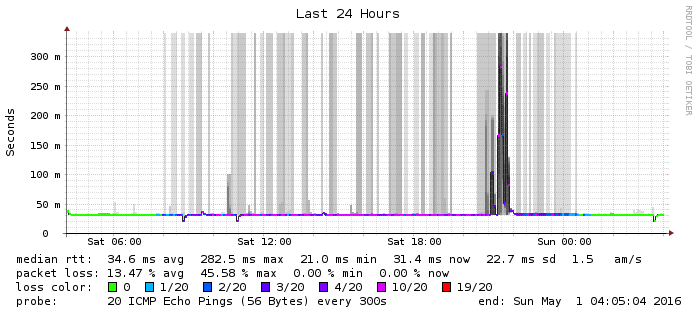 Last 24 Hours
RRDTOOL / TOBI OETIKER
Seconds
300 m
250 m
200 m
150 m
100 m
50 m
0
Sat 06:00 Sat 12:00 Sat 18:00 Sun 00:00
median rtt: 34.6 ms avg 282.5 ms max 21.0 ms min 31.4 ms now 22.7 ms sd 1.5 am/s
packet loss: 13.47 % avg 45.58 % max 0.00 % min 0.00 % now
loss color: 0 1/20 2/20 3/20 4/20 10/20 19/20
probe: 20 ICMP Echo Pings (56 Bytes) every 300s end: Sun May 1 04:05:04 2016